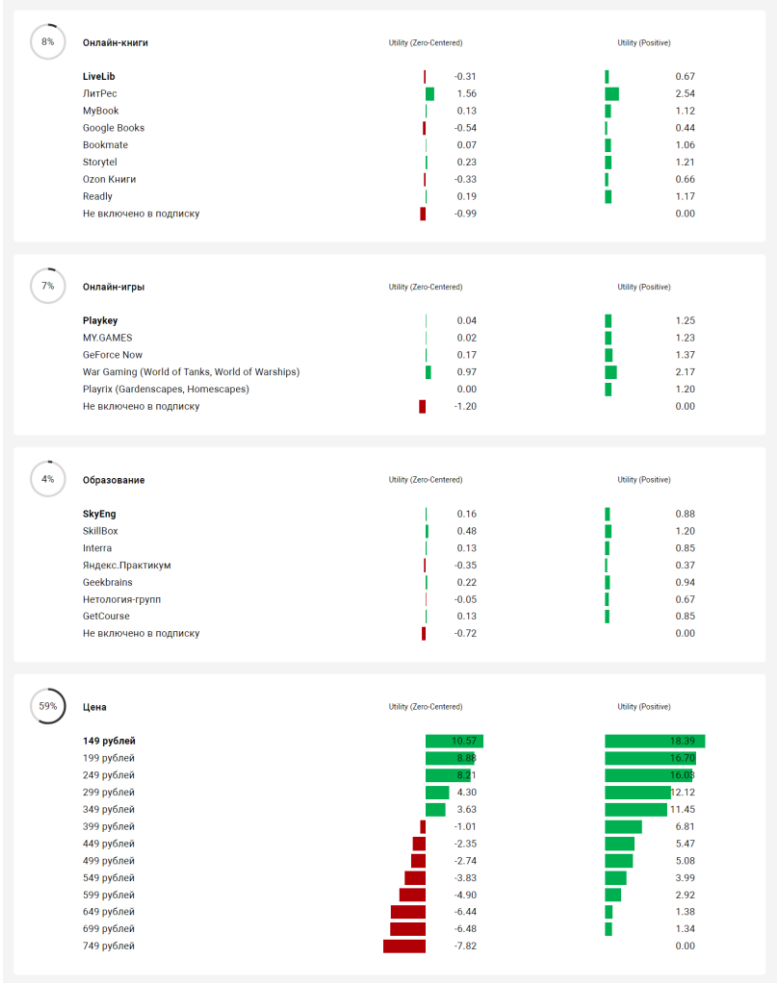 8% Онлайн-книги Utility (Zero-Centered) Utility (Positive)
LiveLib -0.31 0.67
ЛитРес 1.56 2.54
MyBook 0.13 1.12
Google Books -0.54 0.44
Bookmate 0.07 1.06
Storytel 0.23 1.21
Ozon Книги -0.33 0.66
Readly 0.19 1.17
Не включено в подписку -0.99 0.00
7% Онлайн-игры Utility (Zero-Centered) Utility (Positive)
Playkey 0.04 1.25
MY.GAMES 0.02 1.23
GeForce Now 0.17 1.37
War Gaming (World of Tanks, World of Warships) 0.97 2.17
Playrix (Gardenscapes, Homescapes) 0.00 1.20
Не включено в подписку -1.20 0.00
4% Образование Utility (Zero-Centered) Utility (Positive)
SkyEng 0.16 0.88
SkillBox 0.48 1.20
Interra 0.13 0.85
Яндекс.Практикум -0.35 0.37
Geekbrains 0.22 0.94
Нетология-групп -0.05 0.67
GetCourse 0.13 0.85
Не включено в подписку -0.72 0.00
59% Цена Utility (Zero-Centered) Utility (Positive)
149 рублей 10.57 18.39
199 рублей 8.88 16.70
249 рублей 8.21 16.03
299 рублей 4.30 12.12
349 рублей 3.63 11.45
399 рублей -1.01 6.81
449 рублей -2.35 5.47
499 рублей -2.74 5.08
549 рублей -3.83 3.99
599 рублей -4.90 2.92
649 рублей -6.44 1.38
699 рублей -6.48 1.34
749 рублей -7.82 0.00